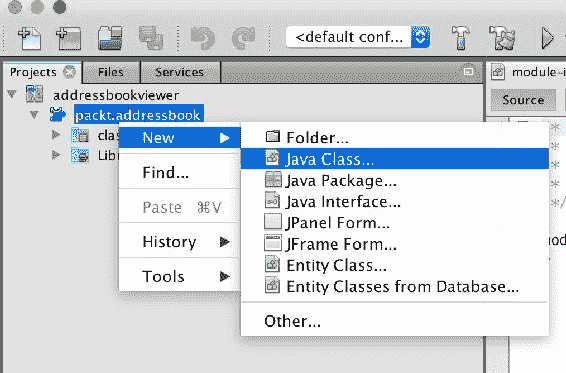 <default conf...
Projects
Files
Services
module-i
addressbookviewer
Source
packt.addressbook
clas
New
Folder...
Java Class...
Libr
Find...
Java Package...
Java Interface...
Paste ⌘V
JPanel Form...
JFrame Form...
History
Entity Class...
Tools
Entity Classes from Database...
Other...